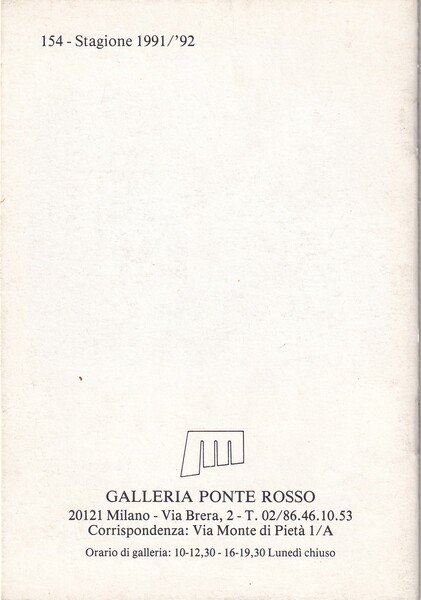 154 - Stagione 1991/'92
GALLERIA PONTE ROSSO
20121 Milano - Via Brera, 2 - T. 02/86.46.10.53
Corrispondenza: Via Monte di Pietà 1/A
Orario di galleria: 10-12,30 - 16-19,30 Lunedì chiuso